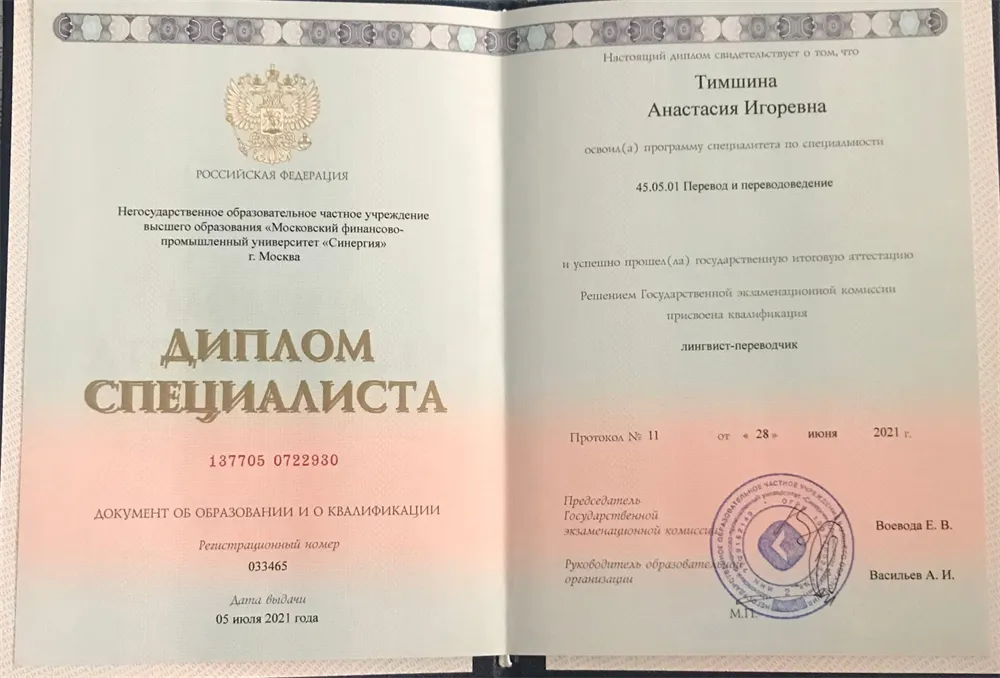 РОССИЙСКАЯ ФЕДЕРАЦИЯ
Негосударственное образовательное частное учреждение
высшего образования «Московский финансово-
промышленный университет «Синергия»
г. Москва
ДИПЛОМ
СПЕЦИАЛИСТА
137705 0722930
ДОКУМЕНТ ОБ ОБРАЗОВАНИИ И О КВАЛИФИКАЦИИ
Регистрационный номер
033465
Дата выдачи
05 июля 2021 года
Настоящий диплом свидетельствует о том, что
Тимшина
Анастасия Игоревна
освоил(а) программу специалитета по специальности
45.05.01 Перевод и переводоведение
и успешно прошел(ла) государственную итоговую аттестацию
Решением Государственной экзаменационной комиссии
присвоена квалификация
лингвист-переводчик
Протокол № 11 от « 28 » июня 2021 г.
Председатель
Государственной
экзаменационной комиссии
Воевода Е. В.
Руководитель образовательной
организации
Васильев А. И.
М.П.